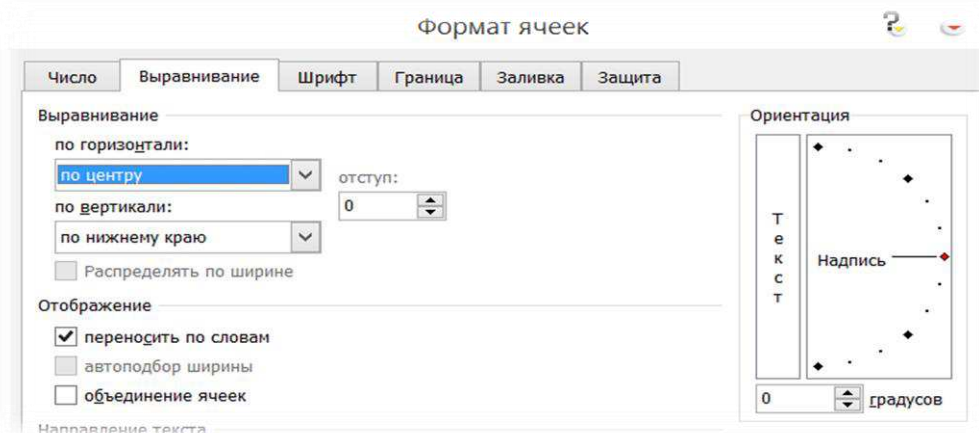 Формат ячеек
Число Выравнивание Шрифт Граница Заливка Защита
Выравнивание
по горизонтали:
по центру
отступ:
0
по вертикали:
по нижнему краю
Распределять по ширине
Отображение
переносить по словам
автоподбор ширины
объединение ячеек
Направление текста
Ориентация
Текст
Надпись
0 градусов